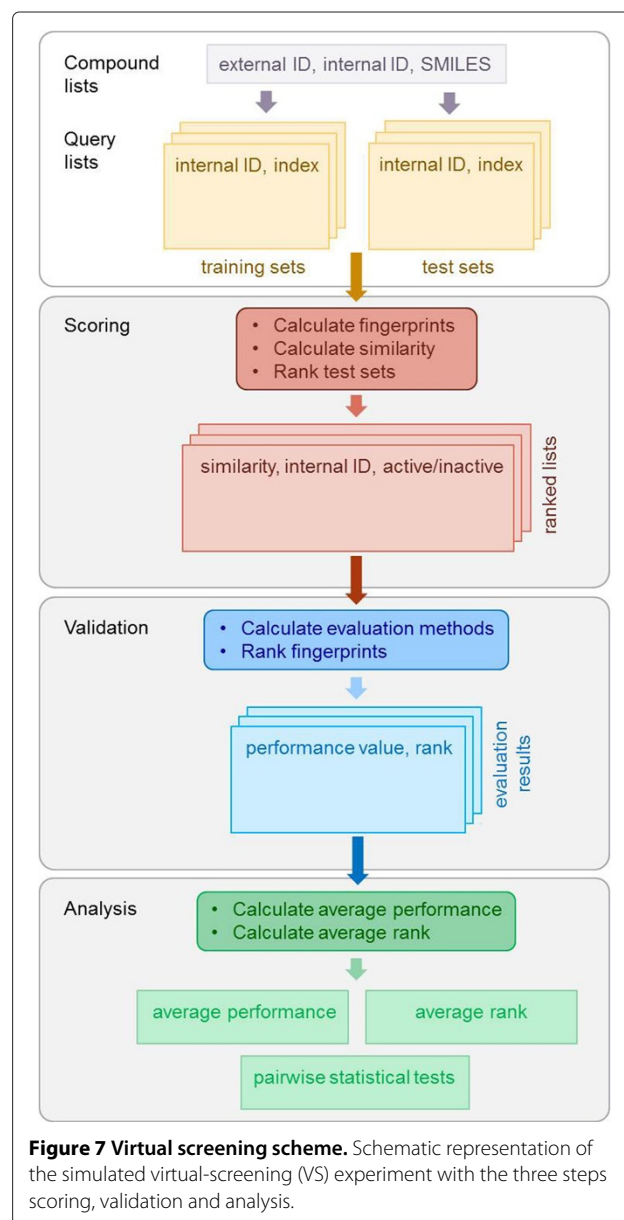 Compound
lists
external ID, internal ID, SMILES
Query
lists
internal ID, index
internal ID, index
training sets
test sets
Scoring
• Calculate fingerprints
• Calculate similarity
• Rank test sets
similarity, internal ID, active/inactive
ranked lists
Validation
• Calculate evaluation methods
• Rank fingerprints
performance value, rank
evaluation
results
Analysis
• Calculate average performance
• Calculate average rank
average performance
average rank
pairwise statistical tests
Figure 7 Virtual screening scheme. Schematic representation of
the simulated virtual-screening (VS) experiment with the three steps
scoring, validation and analysis.